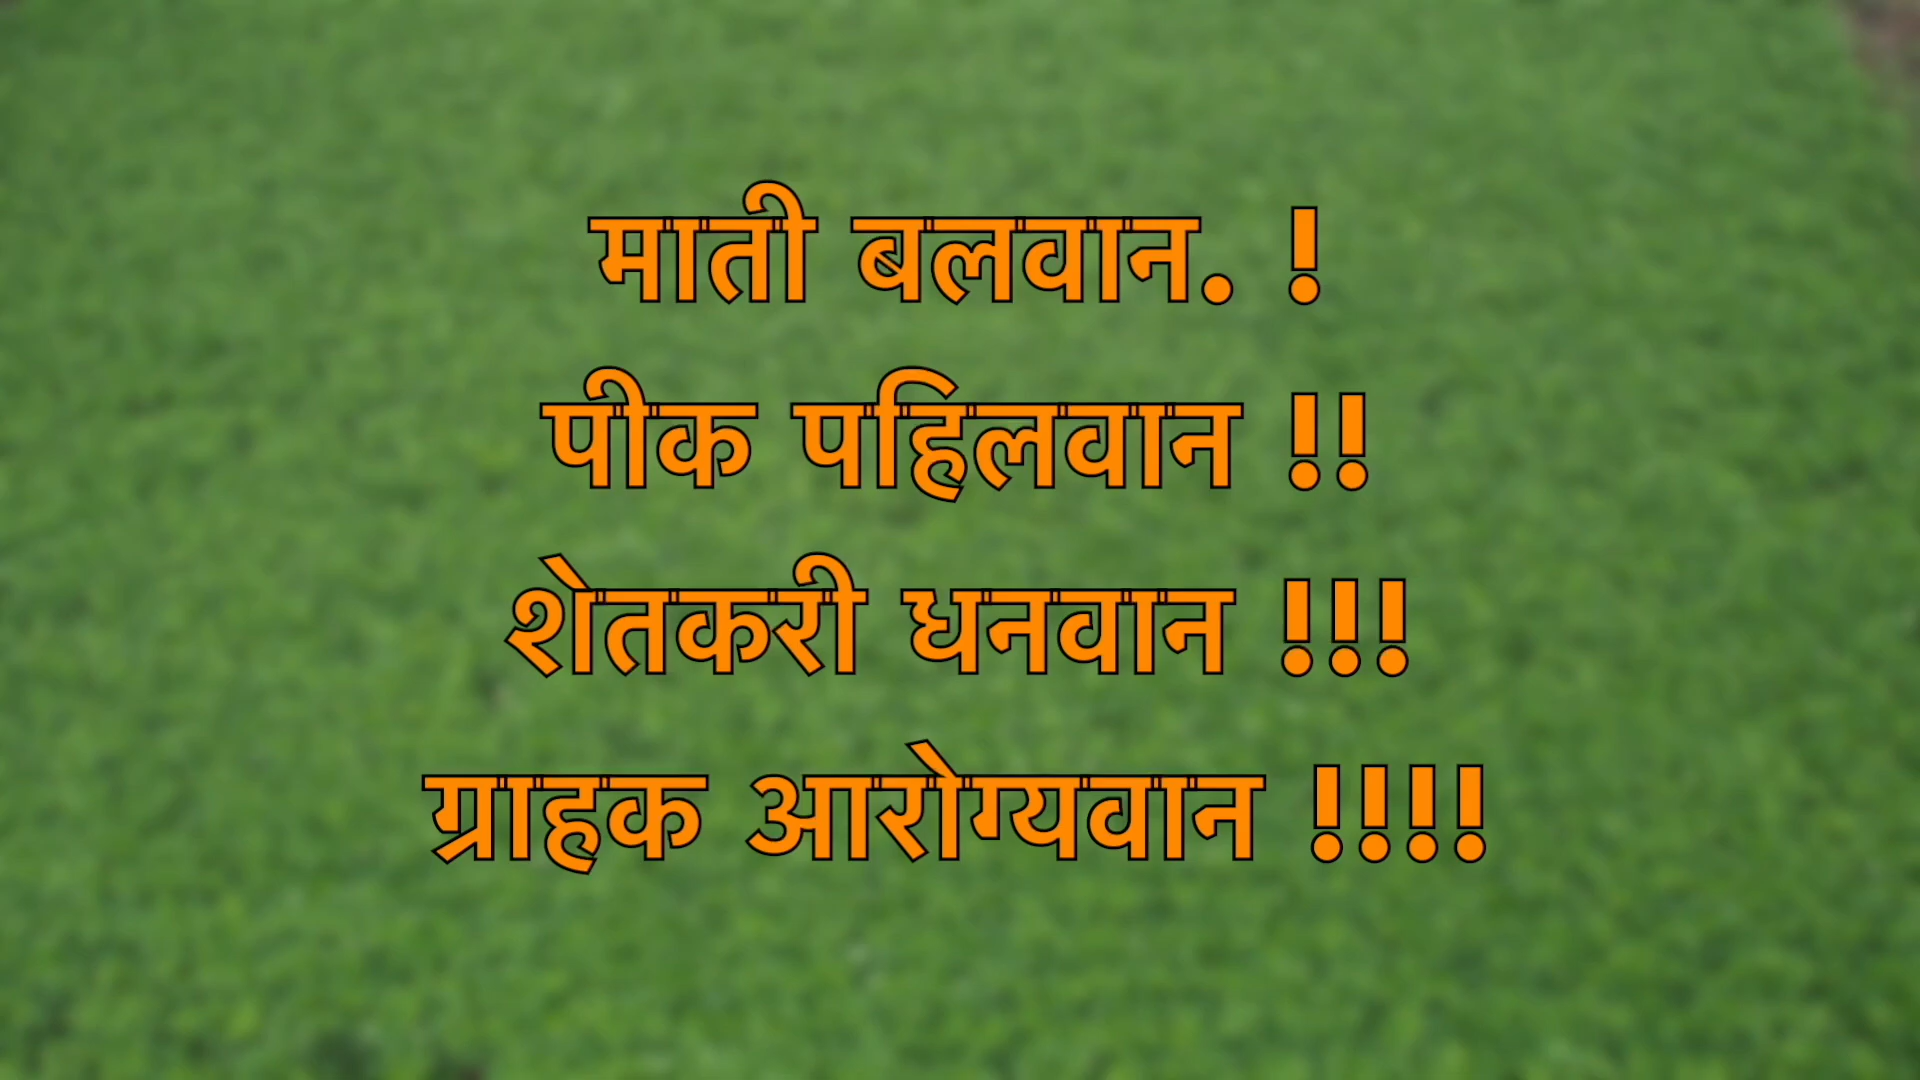 माती बलवान. !
पीक पहिलवान !!
शेतकरी धनवान !!!
ग्राहक आरोग्यवान !!!!